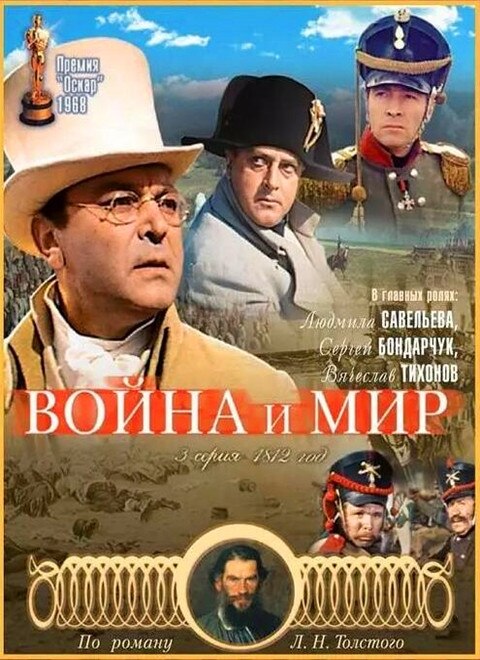 Премия
"Оскар"
1968
В главных ролях:
Людмила САВЕЛЬЕВА,
Сергей БОНДАРЧУК,
Вячеслав ТИХОНОВ
ВОЙНА И МИР
3 серия 1812 год
По роману Л. Н. Толстого